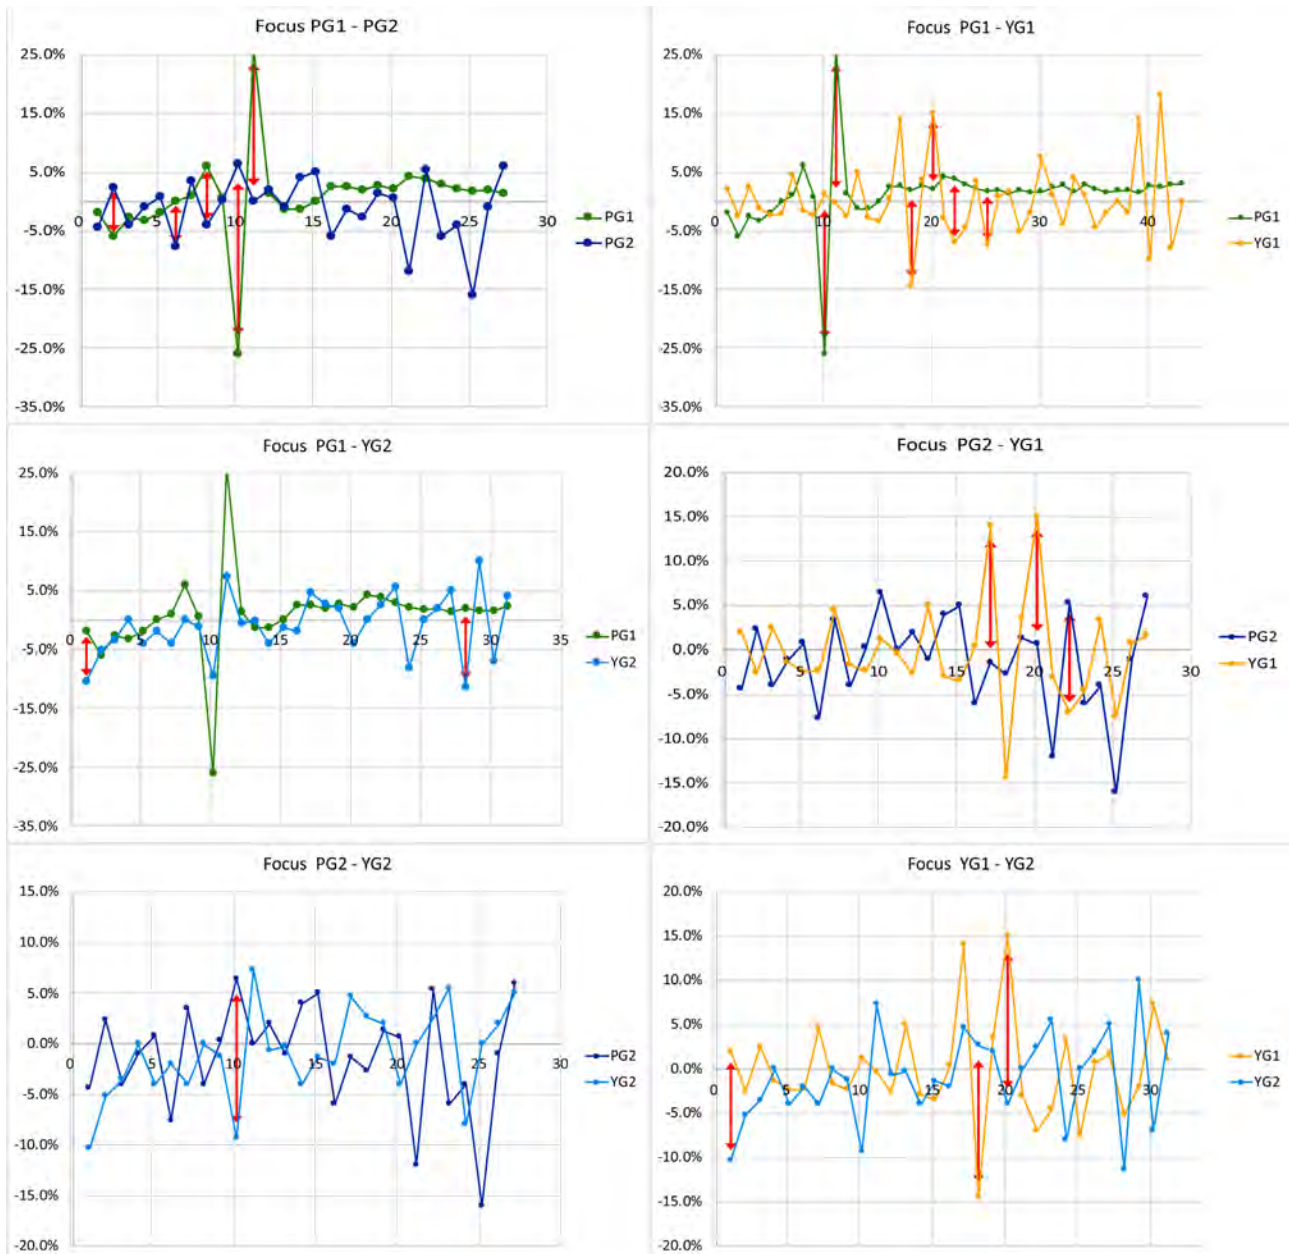 Focus PG1 - PG2
25.0%
15.0%
5.0%
-5.0%
-15.0%
-25.0%
-35.0%
0 5 10 15 20 25 30
PG1
PG2
Focus PG1 - YG1
25.0%
15.0%
5.0%
-5.0%
-15.0%
-25.0%
-35.0%
0 10 20 30 40
PG1
YG1
Focus PG1 - YG2
25.0%
15.0%
5.0%
-5.0%
-15.0%
-25.0%
-35.0%
0 5 10 15 20 25 30 35
PG1
YG2
Focus PG2 - YG1
20.0%
15.0%
10.0%
5.0%
0.0%
-5.0%
-10.0%
-15.0%
-20.0%
0 5 10 15 20 25 30
PG2
YG1
Focus PG2 - YG2
15.0%
10.0%
5.0%
0.0%
-5.0%
-10.0%
-15.0%
-20.0%
0 5 10 15 20 25 30
PG2
YG2
Focus YG1 - YG2
20.0%
15.0%
10.0%
5.0%
0.0%
-5.0%
-10.0%
-15.0%
-20.0%
0 5 10 15 20 25 30
YG1
YG2